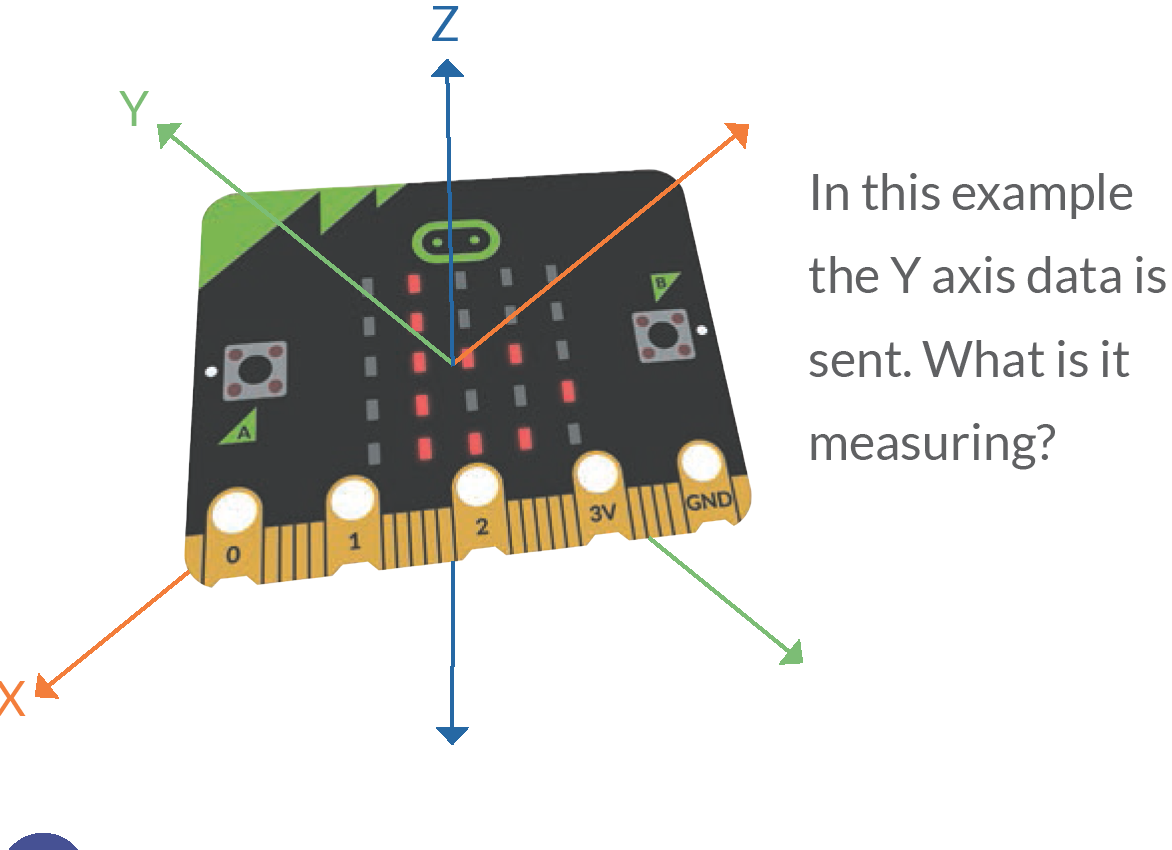 Z
Y
In this example
the Y axis data is
sent. What is it
measuring?
B
A
0
1
2
3V
GND
X